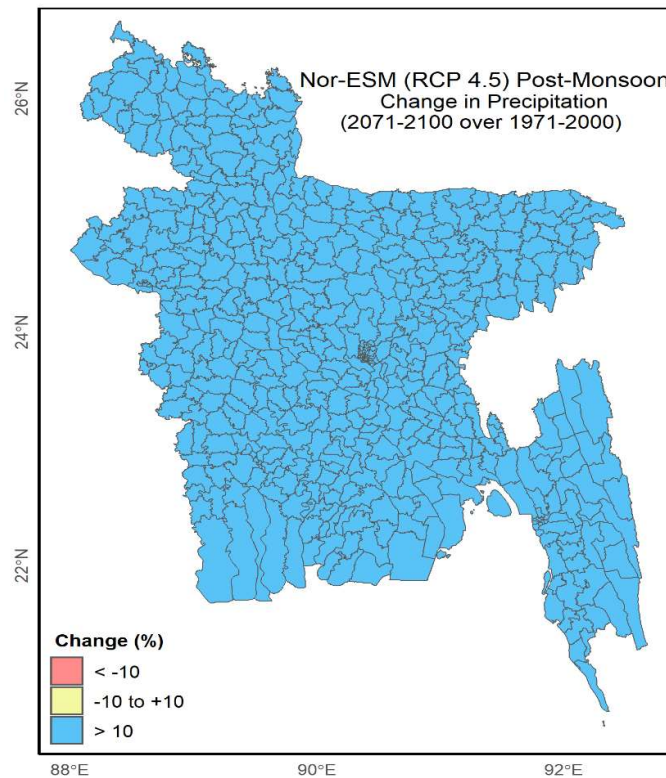 Nor-ESM (RCP 4.5) Post-Monsoon
Change in Precipitation
(2071-2100 over 1971-2000)
26°N
24°N
22°N
Change (%)
< -10
-10 to +10
> 10
88°E
90°E
92°E